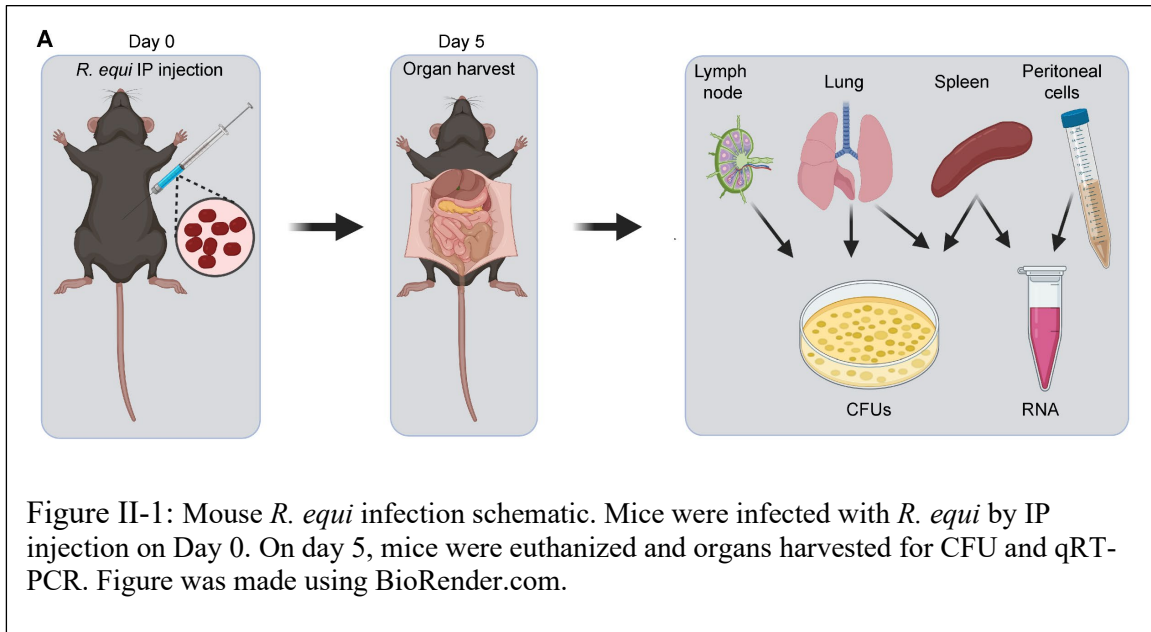 A
Day 0
R. equi IP injection
Day 5
Organ harvest
Lymph
node
Lung
Spleen
Peritoneal
cells
CFUs
RNA
Figure II-1: Mouse R. equi infection schematic. Mice were infected with R. equi by IP
injection on Day 0. On day 5, mice were euthanized and organs harvested for CFU and qRT-
PCR. Figure was made using BioRender.com.